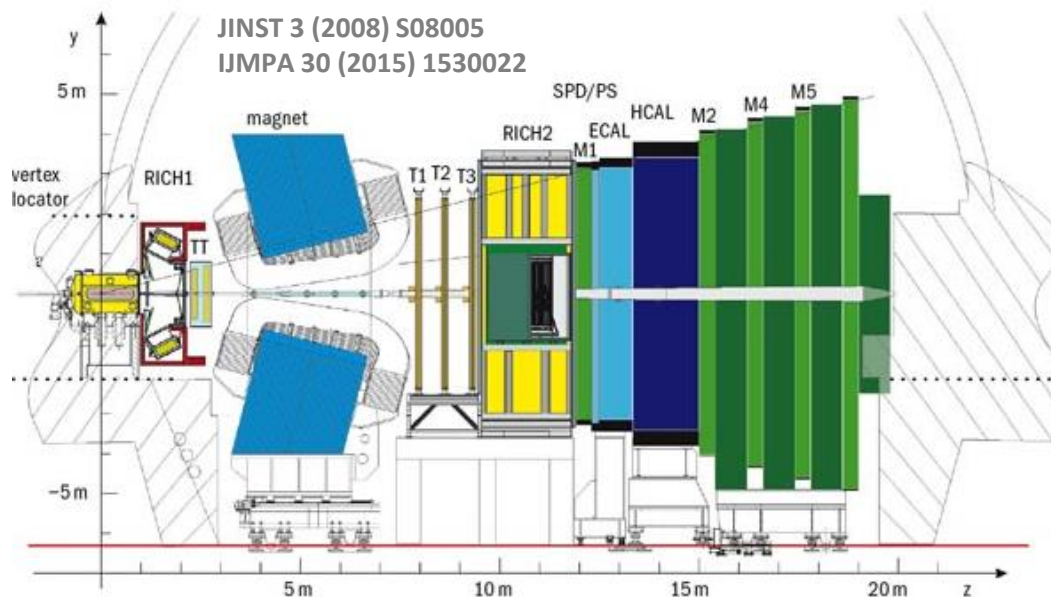 JINST 3 (2008) S08005
IJMPA 30 (2015) 1530022
y
5 m
SPD/PS
magnet
HCAL
M5
M4
M2
ECAL
RICH2
M1
vertex
locator
RICH1
T1
T2
T3
TT
−5 m
5 m
10 m
15 m
20 m
z